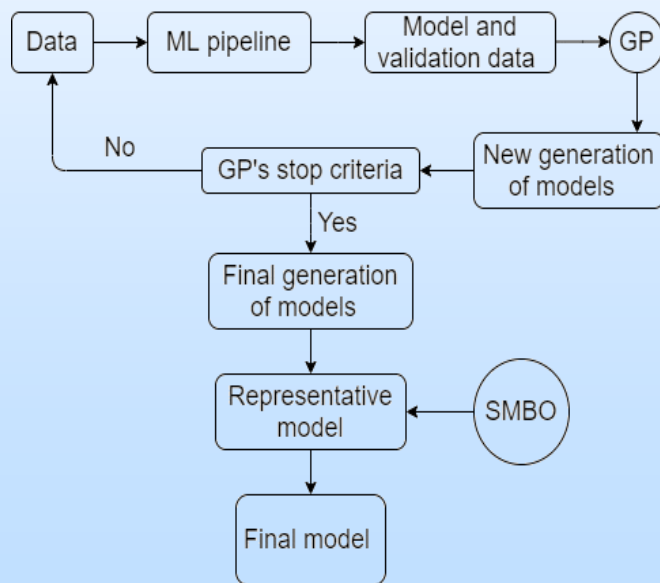 Data
ML pipeline
Model and
validation data
GP
New generation
of models
GP's stop criteria
No
Yes
Final generation
of models
Representative
model
SMBO
Final model